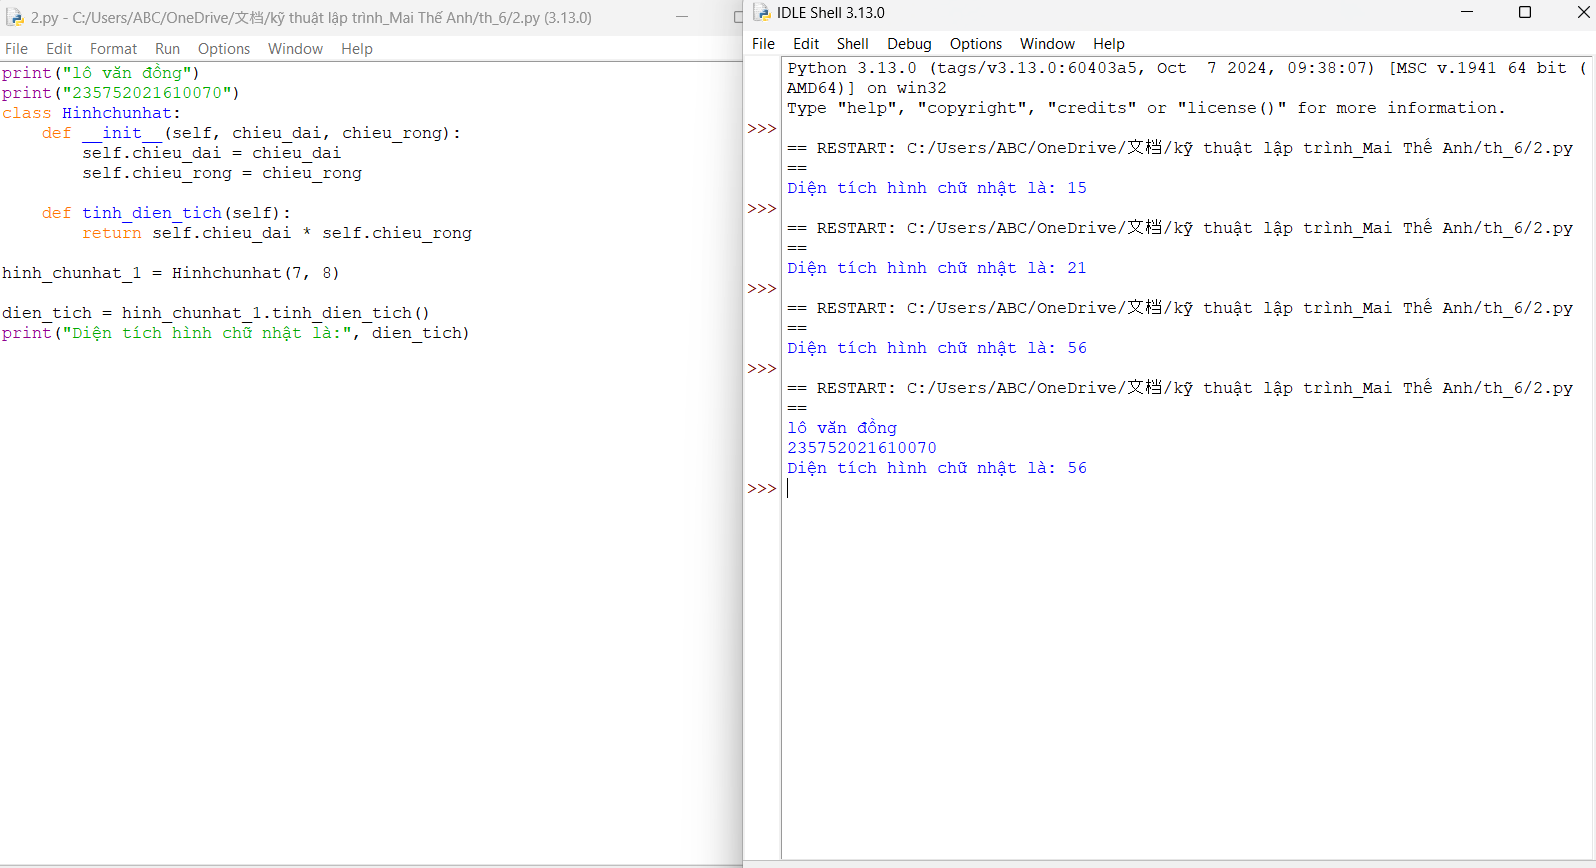 2.py - C:/Users/ABC/OneDrive/文档/kỹ thuật lập trình_Mai Thế Anh/th_6/2.py (3.13.0)
File Edit Format Run Options Window Help
print("lô văn đồng")
print("235752021610070")
class Hinhchunhat:
    def __init__(self, chieu_dai, chieu_rong):
        self.chieu_dai = chieu_dai
        self.chieu_rong = chieu_rong
    def tinh_dien_tich(self):
        return self.chieu_dai * self.chieu_rong
hinh_chunhat_1 = Hinhchunhat(7, 8)
dien_tich = hinh_chunhat_1.tinh_dien_tich()
print("Diện tích hình chữ nhật là:", dien_tich)
IDLE Shell 3.13.0
File Edit Shell Debug Options Window Help
Python 3.13.0 (tags/v3.13.0:60403a5, Oct  7 2024, 09:38:07) [MSC v.1941 64 bit (
AMD64)] on win32
Type "help", "copyright", "credits" or "license()" for more information.
>>>
== RESTART: C:/Users/ABC/OneDrive/文档/kỹ thuật lập trình_Mai Thế Anh/th_6/2.py
==
Diện tích hình chữ nhật là: 15
>>>
== RESTART: C:/Users/ABC/OneDrive/文档/kỹ thuật lập trình_Mai Thế Anh/th_6/2.py
==
Diện tích hình chữ nhật là: 21
>>>
== RESTART: C:/Users/ABC/OneDrive/文档/kỹ thuật lập trình_Mai Thế Anh/th_6/2.py
==
Diện tích hình chữ nhật là: 56
>>>
== RESTART: C:/Users/ABC/OneDrive/文档/kỹ thuật lập trình_Mai Thế Anh/th_6/2.py
==
lô văn đồng
235752021610070
Diện tích hình chữ nhật là: 56
>>>